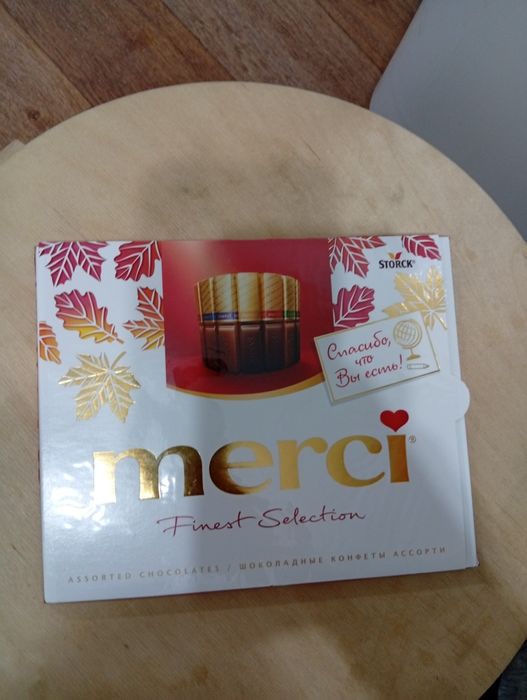 STORCK®
Спасибо,
что
Вы есть!
merci®
Finest Selection
ASSORTED CHOCOLATES / ШОКОЛАДНЫЕ КОНФЕТЫ АССОРТИ